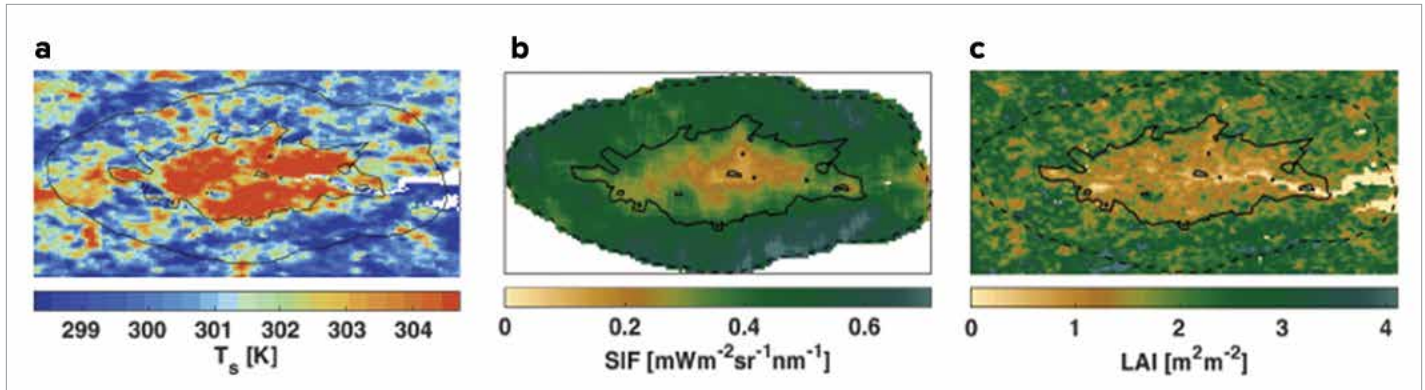 a b c
299 300 301 302 303 304
0 0.2 0.4 0.6
0 1 2 3 4
T_s [K]
SIF [mWm⁻²sr⁻¹nm⁻¹]
LAI [m²m⁻²]